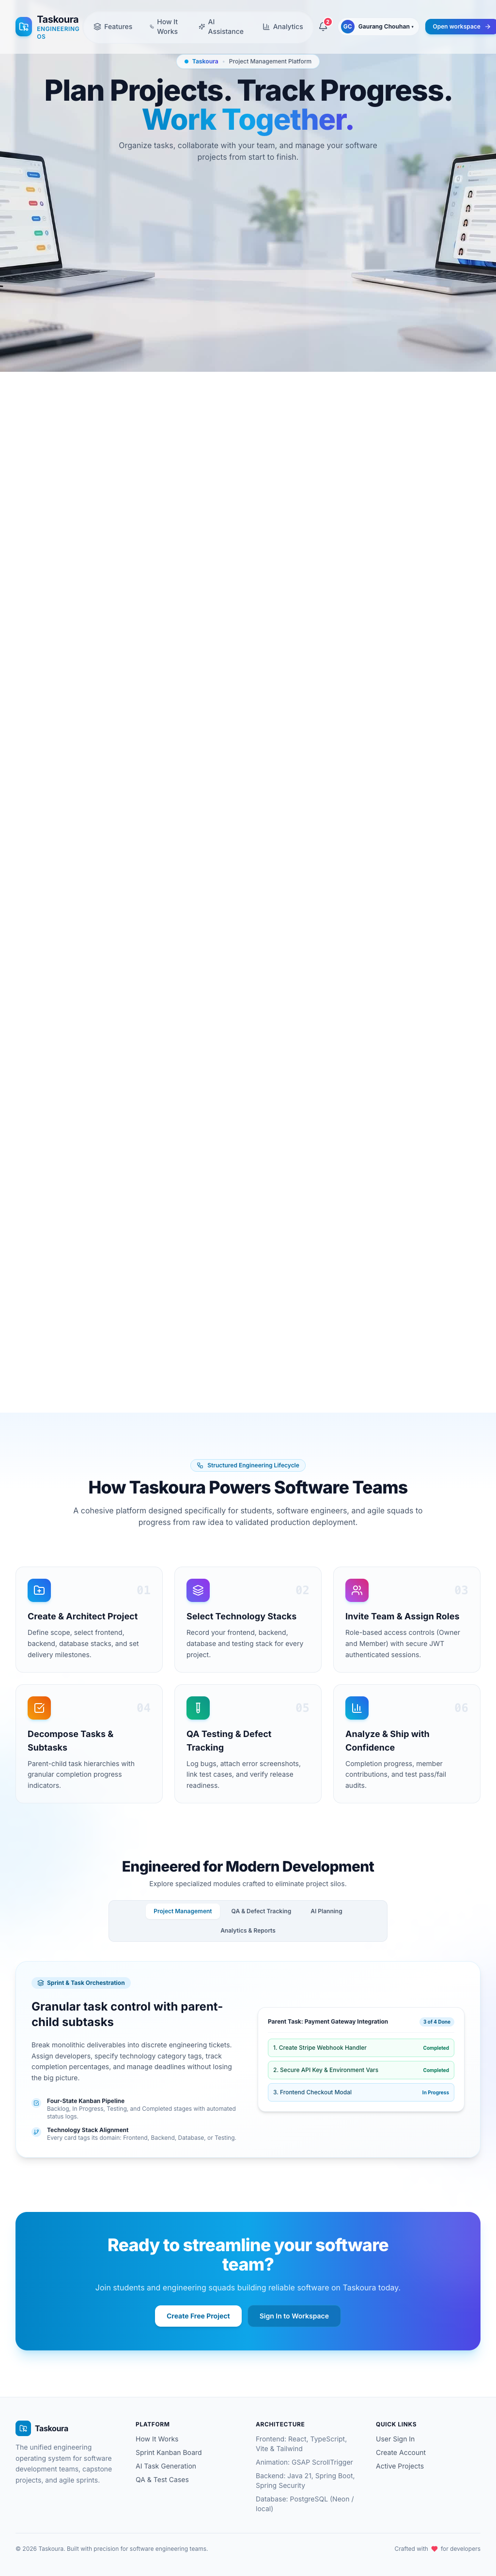 Taskoura
ENGINEERING OS
Features
How It Works
AI Assistance
Analytics
2
GC
Gaurang Chouhan
Open workspace →
Taskoura · Project Management Platform
Plan Projects. Track Progress.
Work Together.
Organize tasks, collaborate with your team, and manage your software
projects from start to finish.
Structured Engineering Lifecycle
How Taskoura Powers Software Teams
A cohesive platform designed specifically for students, software engineers, and agile squads to
progress from raw idea to validated production deployment.
01
Create & Architect Project
Define scope, select frontend,
backend, database stacks, and set
delivery milestones.
02
Select Technology Stacks
Record your frontend, backend,
database and testing stack for every
project.
03
Invite Team & Assign Roles
Role-based access controls (Owner
and Member) with secure JWT
authenticated sessions.
04
Decompose Tasks &
Subtasks
Parent-child task hierarchies with
granular completion progress
indicators.
05
QA Testing & Defect
Tracking
Log bugs, attach error screenshots,
link test cases, and verify release
readiness.
06
Analyze & Ship with
Confidence
Completion progress, member
contributions, and test pass/fail
audits.
Engineered for Modern Development
Explore specialized modules crafted to eliminate project silos.
Project Management
QA & Defect Tracking
AI Planning
Analytics & Reports
Sprint & Task Orchestration
Granular task control with parent-
child subtasks
Break monolithic deliverables into discrete engineering tickets.
Assign developers, specify technology category tags, track
completion percentages, and manage deadlines without losing
the big picture.
Four-State Kanban Pipeline
Backlog, In Progress, Testing, and Completed stages with automated
status logs.
Technology Stack Alignment
Every card tags its domain: Frontend, Backend, Database, or Testing.
Parent Task: Payment Gateway Integration
3 of 4 Done
1. Create Stripe Webhook Handler
Completed
2. Secure API Key & Environment Vars
Completed
3. Frontend Checkout Modal
In Progress
Ready to streamline your software
team?
Join students and engineering squads building reliable software on Taskoura today.
Create Free Project
Sign In to Workspace
Taskoura
The unified engineering
operating system for software
development teams, capstone
projects, and agile sprints.
PLATFORM
How It Works
Sprint Kanban Board
AI Task Generation
QA & Test Cases
ARCHITECTURE
Frontend: React, TypeScript,
Vite & Tailwind
Animation: GSAP ScrollTrigger
Backend: Java 21, Spring Boot,
Spring Security
Database: PostgreSQL (Neon /
local)
QUICK LINKS
User Sign In
Create Account
Active Projects
© 2026 Taskoura. Built with precision for software engineering teams.
Crafted with ❤ for developers